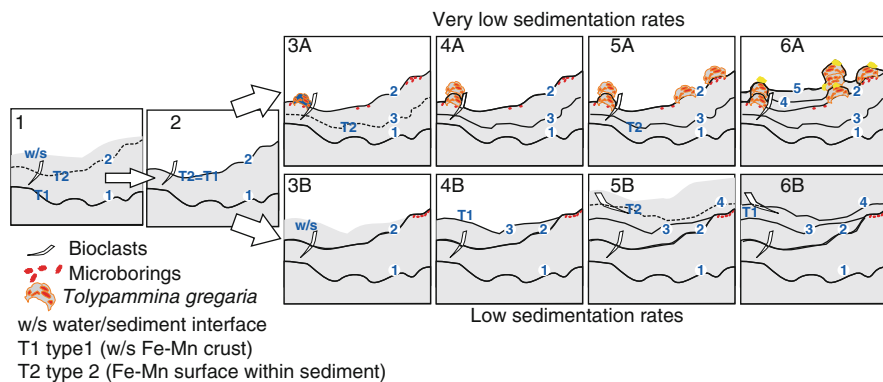 Very low sedimentation rates
3A
2
T2
3
1
4A
2
3
1
5A
2
T2
3
1
6A
5
4
2
3
1
1
w/s
2
T2
T1
1
2
2
T2=T1
1
3B
w/s
2
1
4B
T1
3
2
1
5B
T2
4
3
2
1
6B
T1
4
3
2
1
Low sedimentation rates
Bioclasts
Microborings
Tolypammina gregaria
w/s water/sediment interface
T1 type1 (w/s Fe-Mn crust)
T2 type 2 (Fe-Mn surface within sediment)